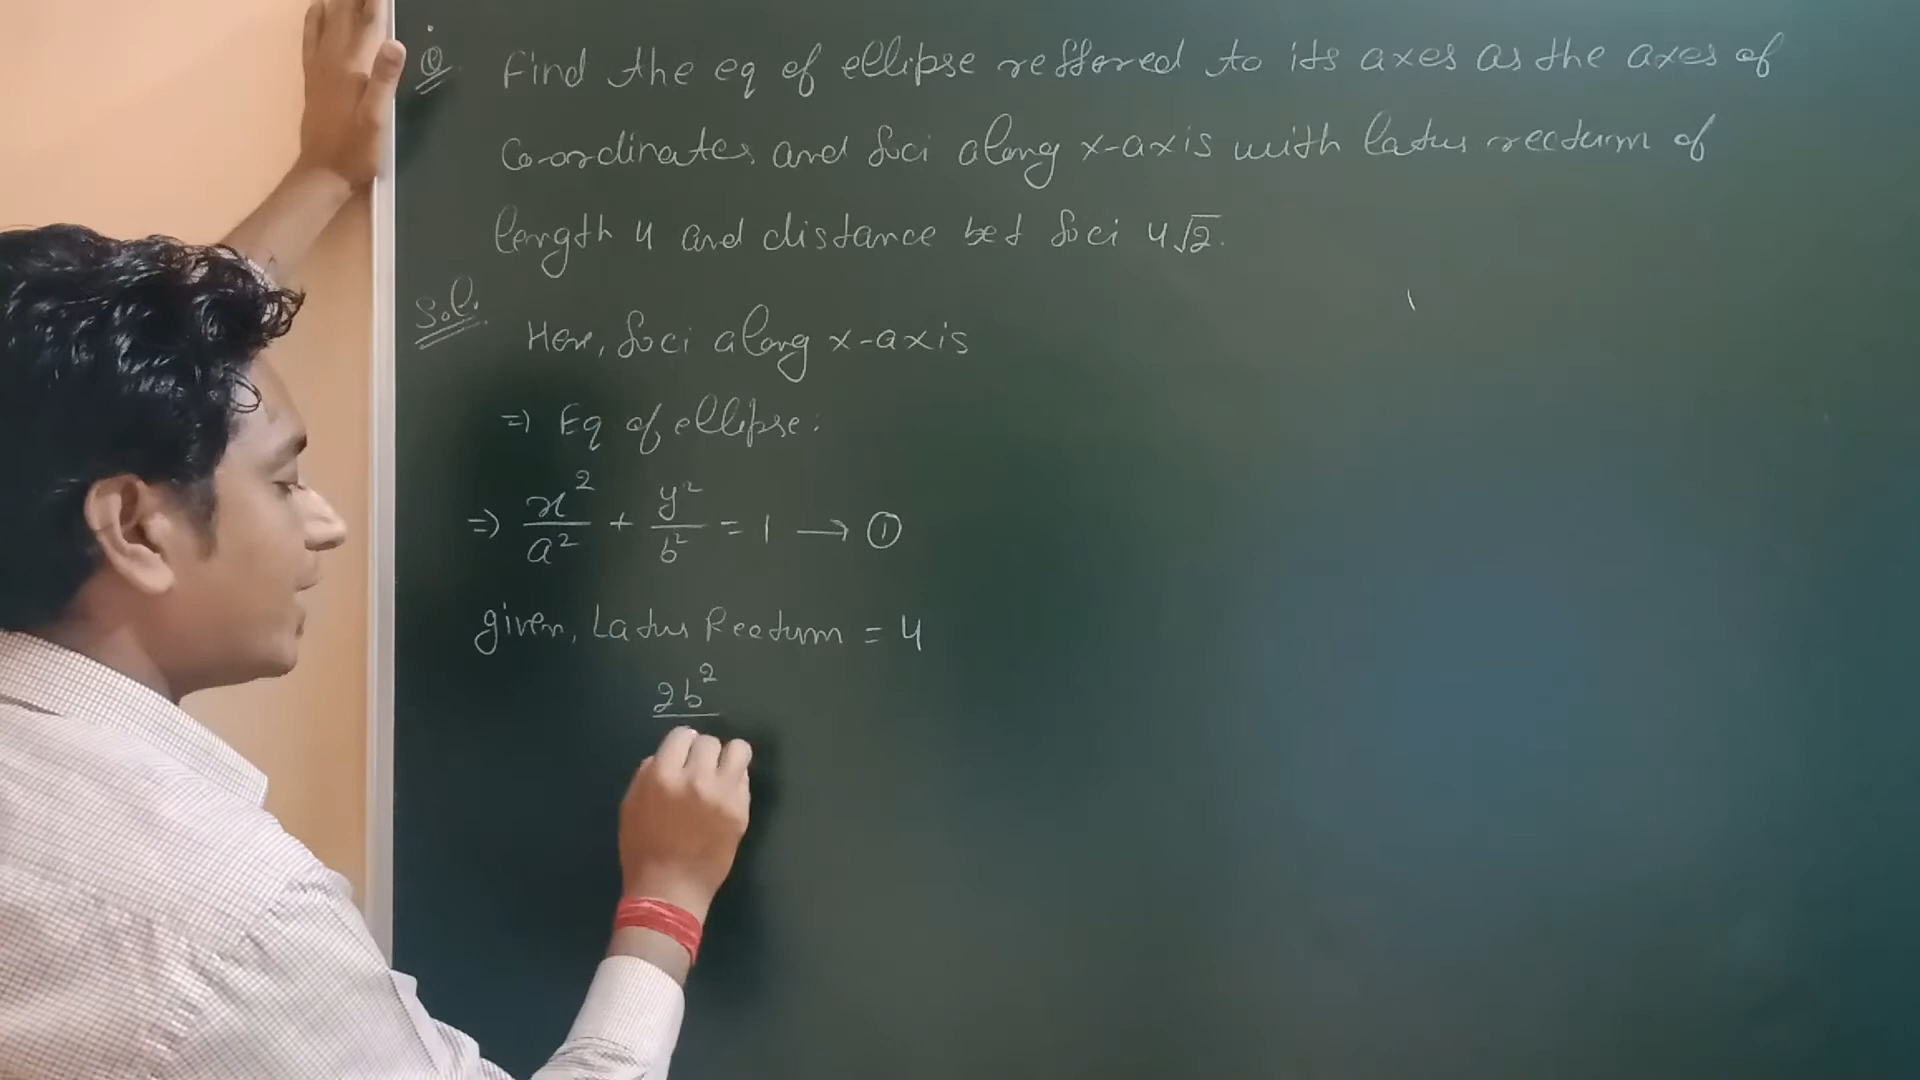 Q. Find the eq of ellipse reffered to its axes as the axes of
Co-ordinates and foci along x-axis with latus rectum of
length 4 and distance bet foci 4√2.
Sol. Here, foci along x-axis
=> Eq of ellipse:
=> x²/a² + y²/b² = 1 → ①
given, Latus Rectum = 4
2b²